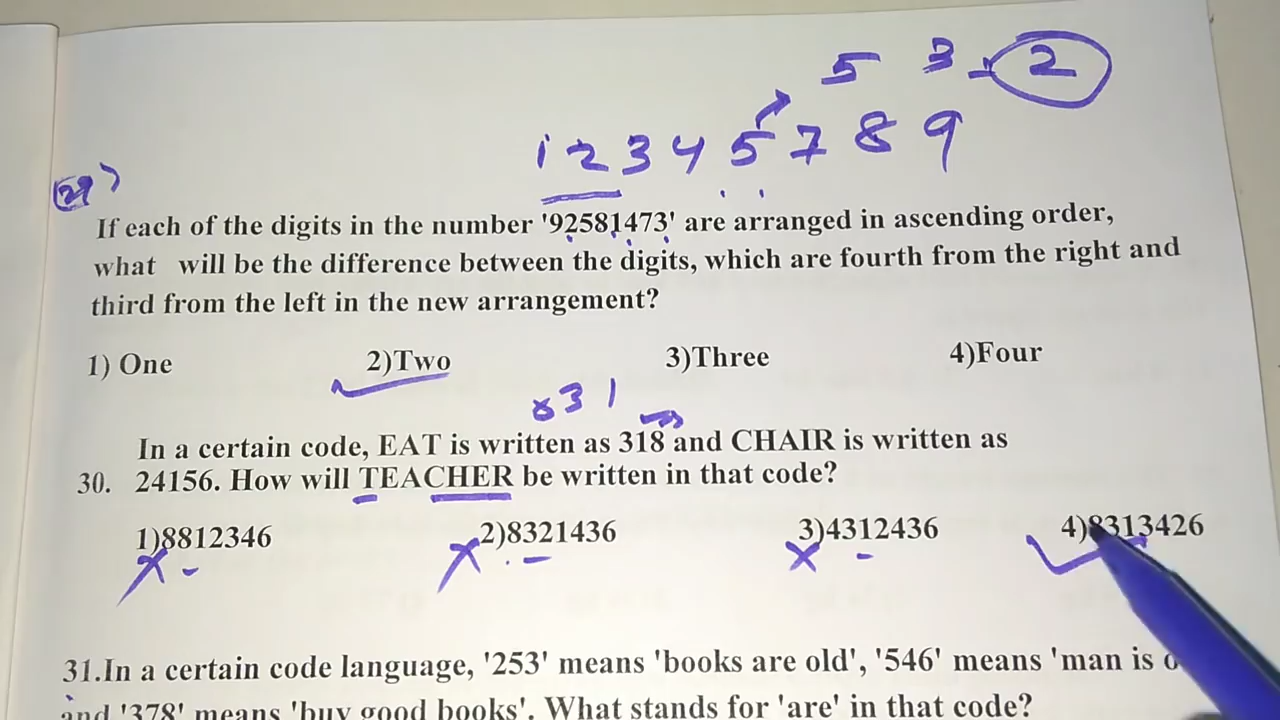 5 3 - 2
1 2 3 4 5 7 8 9
29)
If each of the digits in the number '92581473' are arranged in ascending order,
what will be the difference between the digits, which are fourth from the right and
third from the left in the new arrangement?
1) One 2)Two 3)Three 4)Four
831
In a certain code, EAT is written as 318 and CHAIR is written as
30. 24156. How will TEACHER be written in that code?
1)8812346 2)8321436 3)4312436 4)8313426
31.In a certain code language, '253' means 'books are old', '546' means 'man is o
and '378' means 'buy good books'. What stands for 'are' in that code?